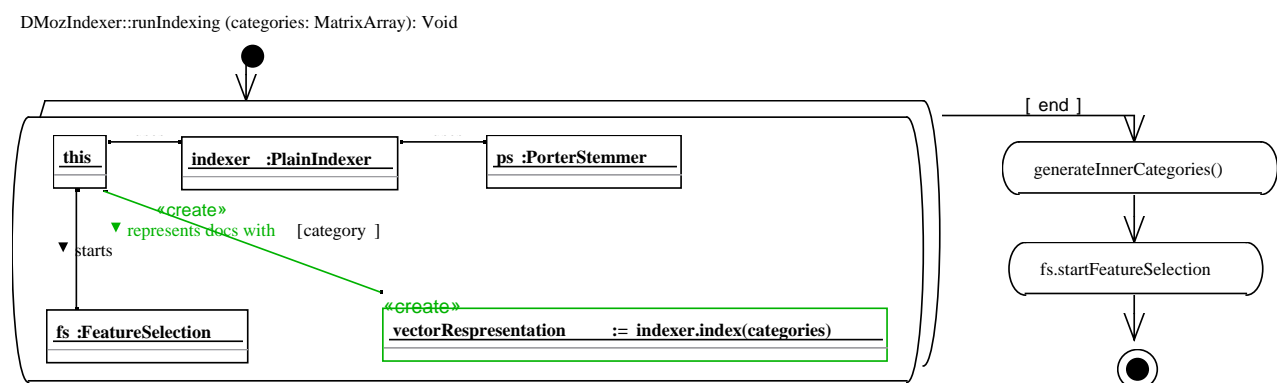 DMozIndexer::runIndexing (categories: MatrixArray): Void
[ end ]
this
indexer :PlainIndexer
ps :PorterStemmer
generateInnerCategories()
«create»
▼ represents docs with [category ]
▼ starts
fs.startFeatureSelection
«create»
fs :FeatureSelection
vectorRespresentation := indexer.index(categories)